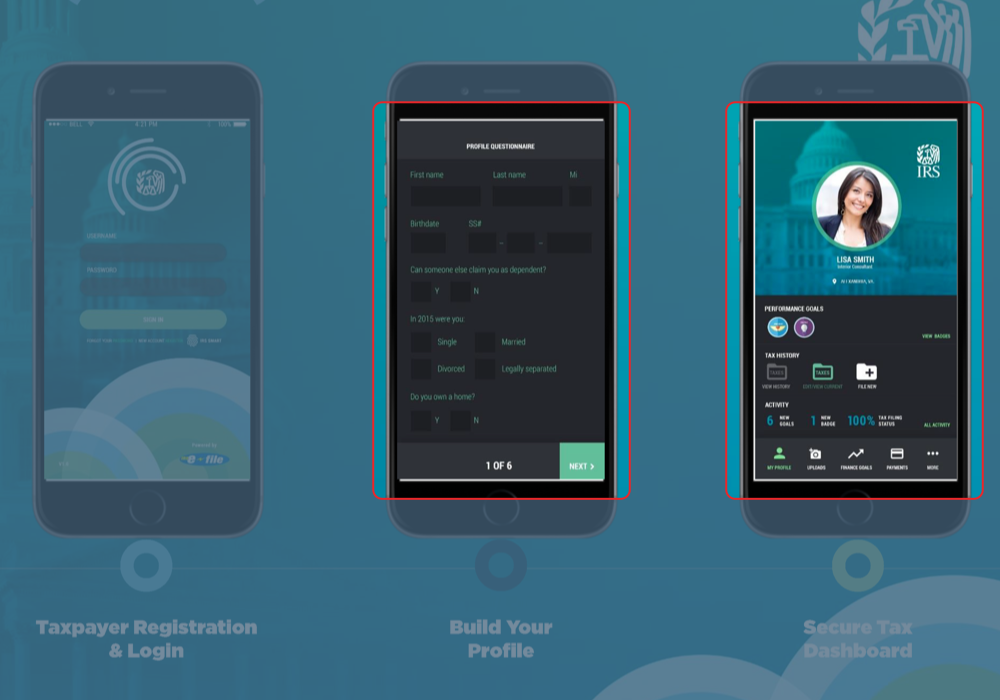 BELL 4:21 PM 100%
USERNAME
PASSWORD
SIGN IN
Powered by
e-file
Taxpayer Registration
& Login
PROFILE QUESTIONNAIRE
First name Last name MI
Birthdate SS#
Can someone else claim you as dependent?
Y N
In 2015 were you:
Single Married
Divorced Legally separated
Do you own a home?
Y N
1 OF 6 NEXT >
Build Your
Profile
IRS
LISA SMITH
Interior Consultant
ALEXANDRIA, VA
PERFORMANCE GOALS
VIEW BADGES
TAX HISTORY
TAXES TAXES
VIEW HISTORY EDIT/VIEW CURRENT FILE NEW
ACTIVITY
6 NEW GOALS 1 NEW BADGE 100% TAX FILING STATUS ALL ACTIVITY
MY PROFILE UPLOADS FINANCE GOALS PAYMENTS MORE
Secure Tax
Dashboard